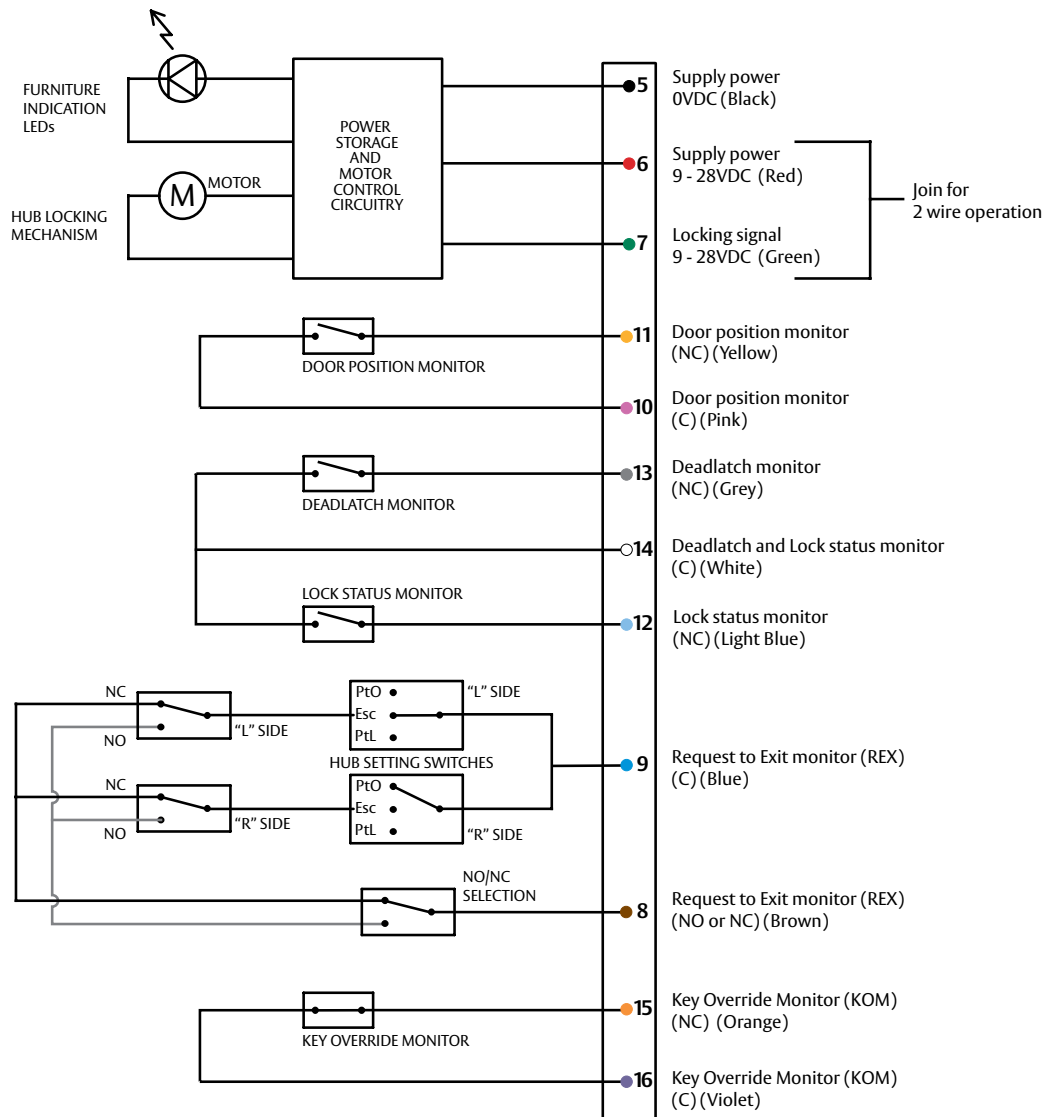 FURNITURE
INDICATION
LEDs
POWER
STORAGE
AND
MOTOR
CONTROL
CIRCUITRY
M
MOTOR
HUB LOCKING
MECHANISM
5
Supply power
0VDC (Black)
6
Supply power
9 - 28VDC (Red)
7
Locking signal
9 - 28VDC (Green)
Join for
2 wire operation
11
Door position monitor
(NC) (Yellow)
DOOR POSITION MONITOR
10
Door position monitor
(C) (Pink)
13
Deadlatch monitor
(NC) (Grey)
DEADLATCH MONITOR
14
Deadlatch and Lock status monitor
(C) (White)
LOCK STATUS MONITOR
12
Lock status monitor
(NC) (Light Blue)
NC
NO
"L" SIDE
PtO
Esc
PtL
"L" SIDE
HUB SETTING SWITCHES
NC
NO
"R" SIDE
PtO
Esc
PtL
"R" SIDE
9
Request to Exit monitor (REX)
(C) (Blue)
NO/NC
SELECTION
8
Request to Exit monitor (REX)
(NO or NC) (Brown)
15
Key Override Monitor (KOM)
(NC) (Orange)
KEY OVERRIDE MONITOR
16
Key Override Monitor (KOM)
(C) (Violet)